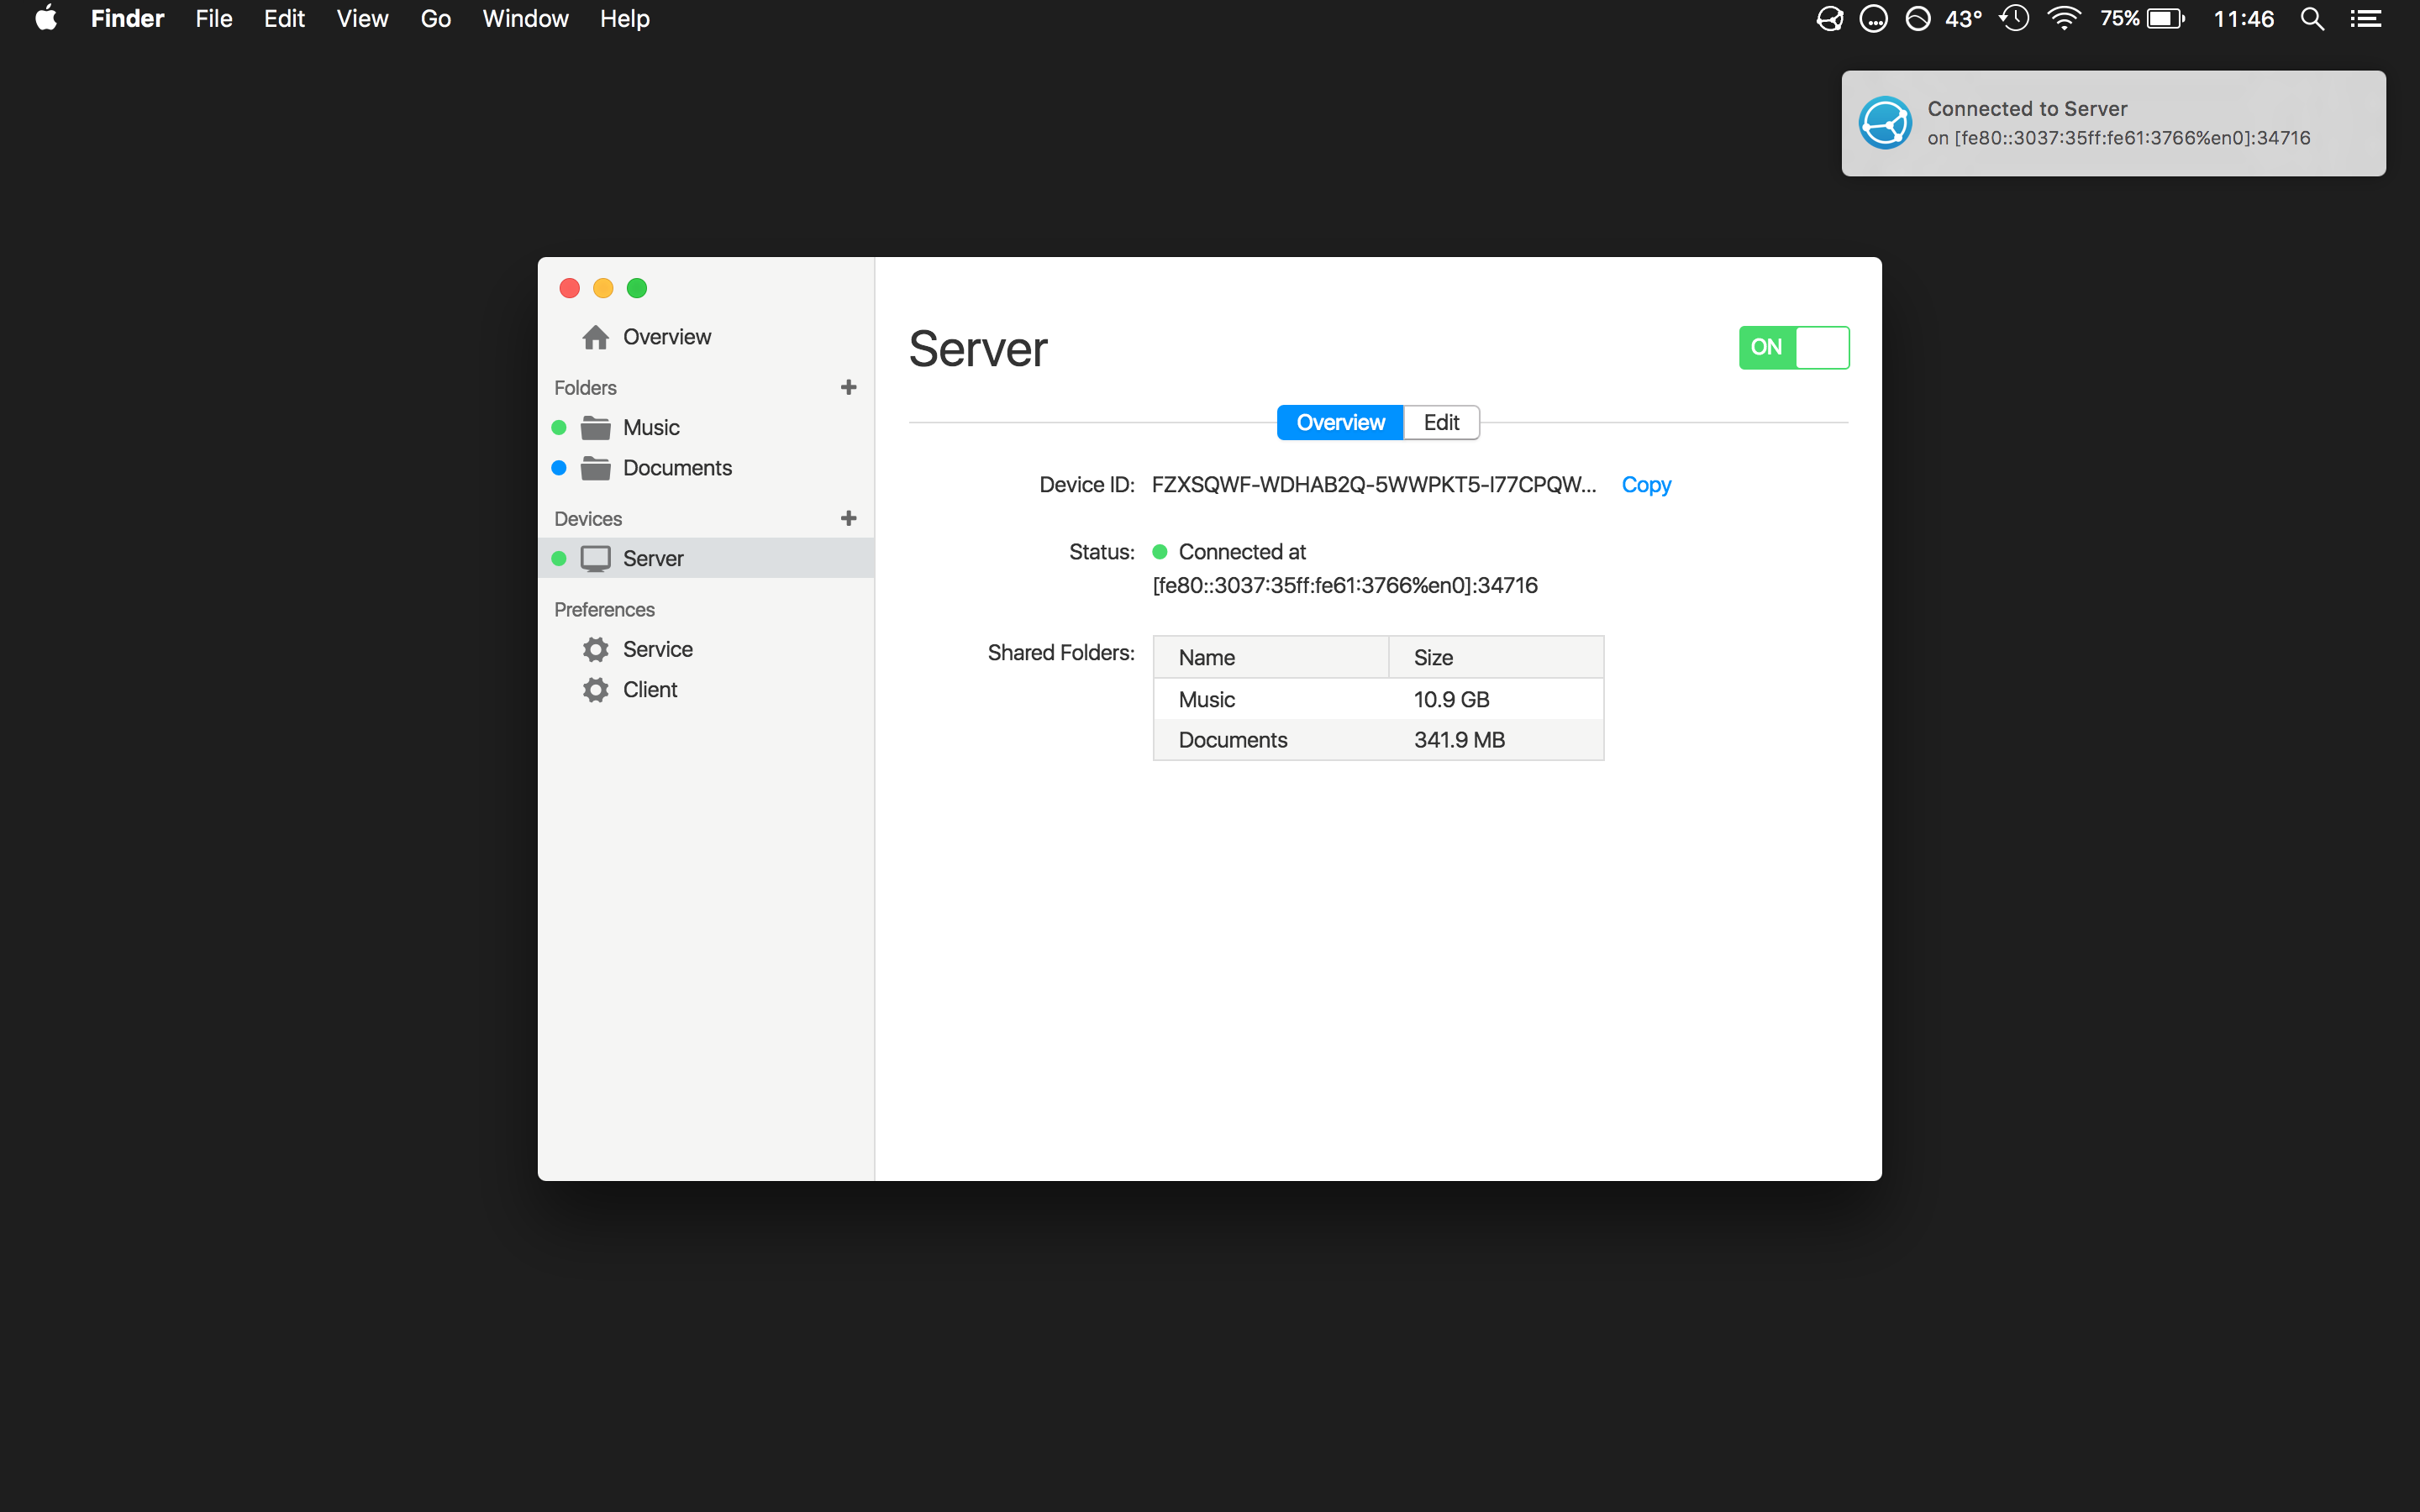 Finder File Edit View Go Window Help 43° 75% 11:46
Connected to Server
on [fe80::3037:35ff:fe61:3766%en0]:34716
Overview
Folders
Music
Documents
Devices
Server
Preferences
Service
Client
Server
ON
Overview Edit
Device ID: FZXSQWF-WDHAB2Q-5WWPKT5-I77CPQW... Copy
Status: Connected at
[fe80::3037:35ff:fe61:3766%en0]:34716
Shared Folders: Name Size
Music 10.9 GB
Documents 341.9 MB